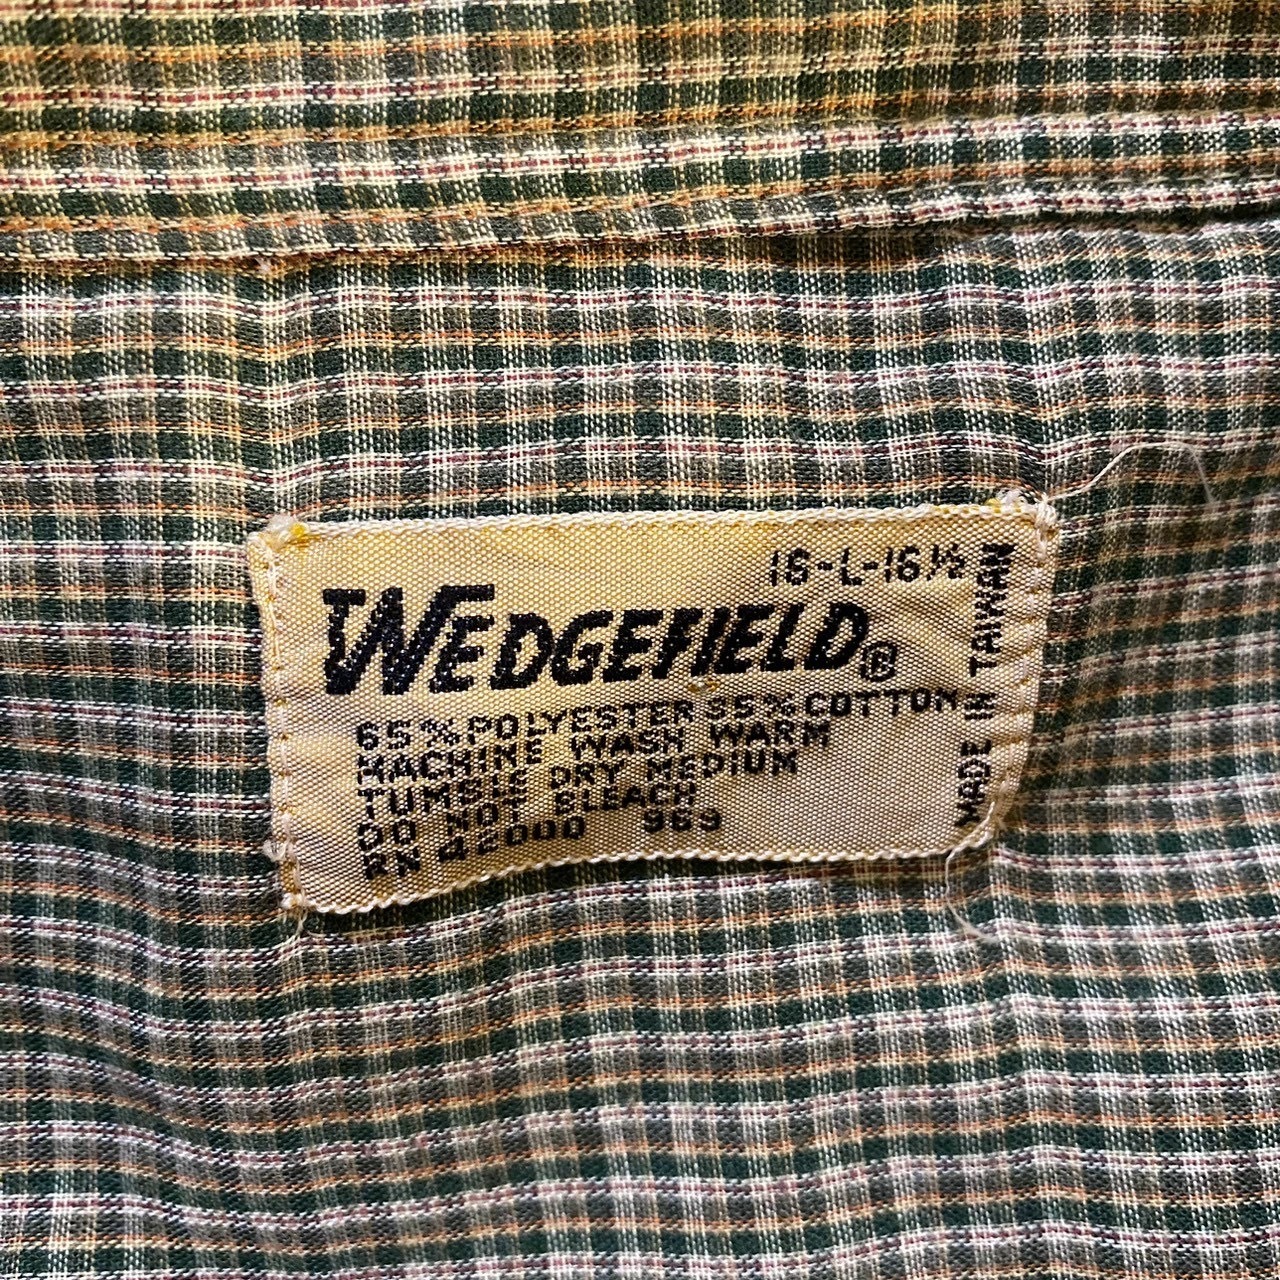 16-L-16½
WEDGEFIELD®
65% POLYESTER 35% COTTON
MACHINE WASH WARM
TUMBLE DRY MEDIUM
DO NOT BLEACH
RN 42000 969
MADE IN TAIWAN